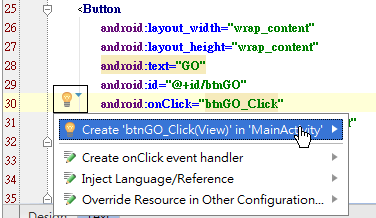 25
<Button
26
android:layout_width="wrap_content"
27
android:layout_height="wrap_content"
28
android:text="GO"
29
android:id="@+id/btnGO"
30
android:onClick="btnGO_Click"
31
Create 'btnGO_Click(View)' in 'MainActivity'
32
Create onClick event handler
33
Inject Language/Reference
34
Override Resource in Other Configuration...
35